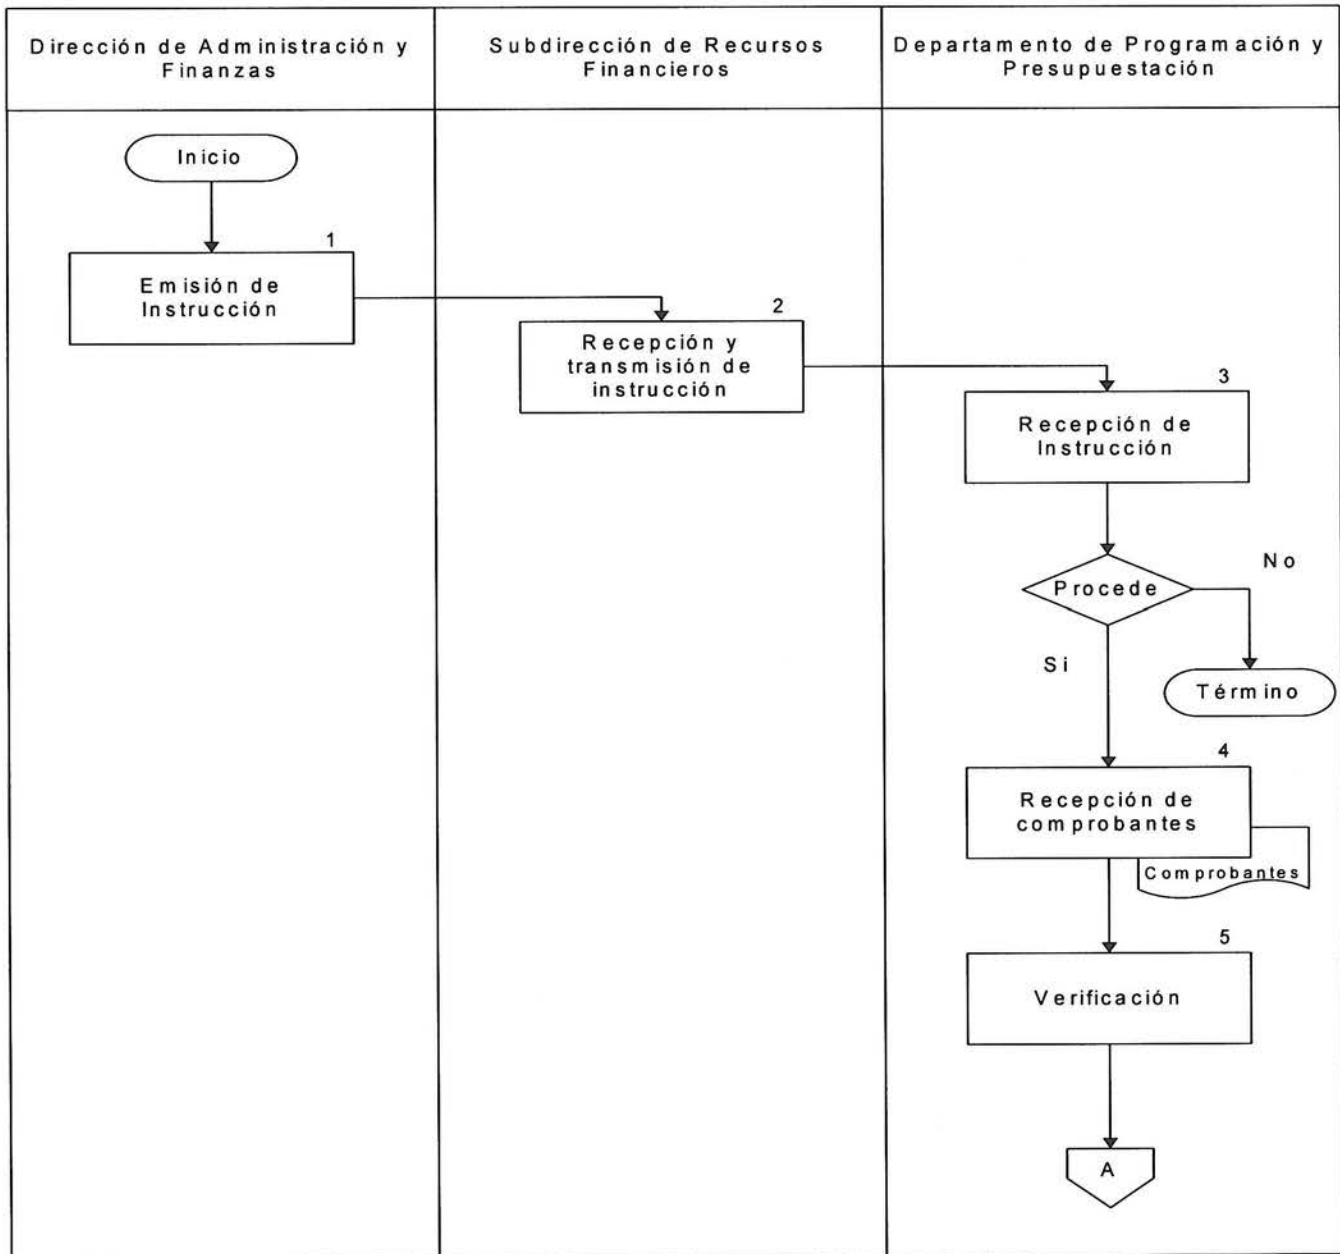 Dirección de Administración y
Finanzas
Subdirección de Recursos
Financieros
Departamento de Programación y
Presupuestación
Inicio
1
Emisión de
Instrucción
2
Recepción y
transmisión de
instrucción
3
Recepción de
Instrucción
Procede
No
Si
Término
4
Recepción de
comprobantes
Comprobantes
5
Verificación
A